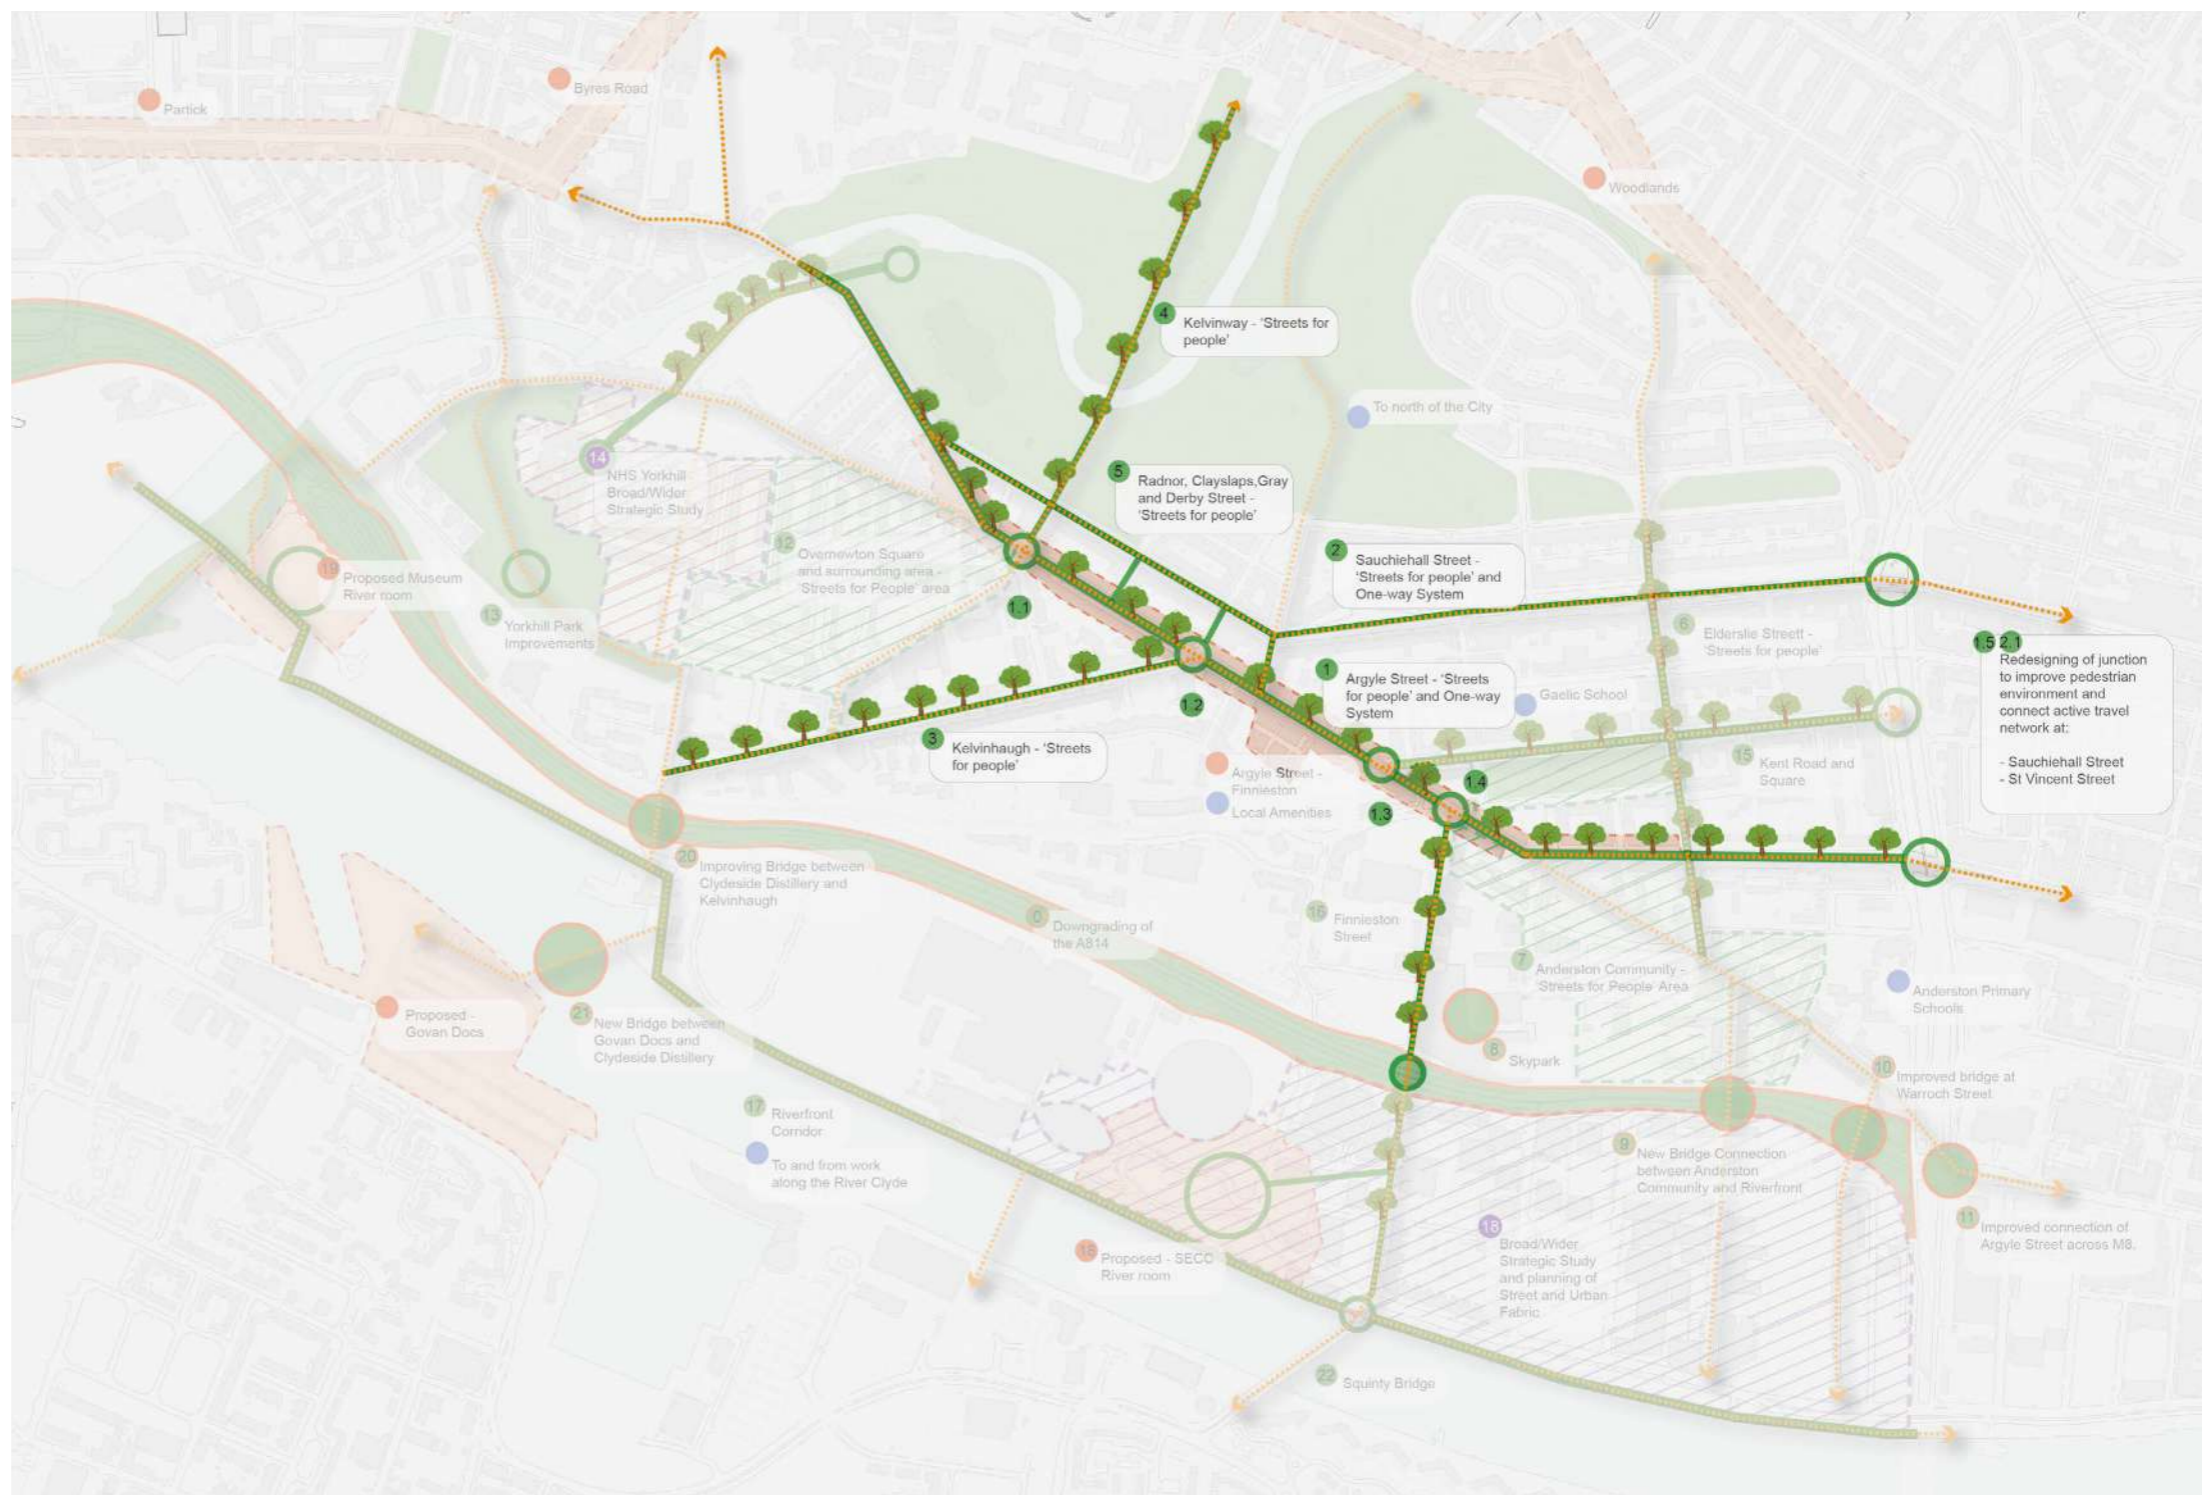 Byres Road
Partick
Woodlands
4
Kelvinway - 'Streets for
people'
To north of the City
14
NHS Yorkhill
Broad/Wider
Strategic Study
5
Radnor, Clayslaps,Gray
and Derby Street -
'Streets for people'
12
Overnewton Square
and surrounding area -
'Streets for People' area
2
Sauchiehall Street -
'Streets for people' and
One-way System
19
Proposed Museum
River room
1.1
13
Yorkhill Park
Improvements
6
Elderslie Streett -
'Streets for people'
1.5 2.1
Redesigning of junction
to improve pedestrian
environment and
connect active travel
network at:
- Sauchiehall Street
- St Vincent Street
1
Argyle Street - 'Streets
for people' and One-way
System
Gaelic School
1.2
3
Kelvinhaugh - 'Streets
for people'
15
Kent Road and
Square
Argyle Street -
Finnieston
Local Amenities
1.4
1.3
20
Improving Bridge between
Clydeside Distillery and
Kelvinhaugh
0
Downgrading of
the A814
16
Finnieston
Street
7
Anderston Community -
'Streets for People' Area
Anderston Primary
Schools
Proposed -
Govan Docs
21
New Bridge between
Govan Docs and
Clydeside Distillery
8
Skypark
10
Improved bridge at
Warroch Street
17
Riverfront
Corridor
To and from work
along the River Clyde
9
New Bridge Connection
between Anderston
Community and Riverfront
11
Improved connection of
Argyle Street across M8.
18
Proposed - SECC
River room
18
Broad/Wider
Strategic Study
and planning of
Street and Urban
Fabric
22
Squinty Bridge